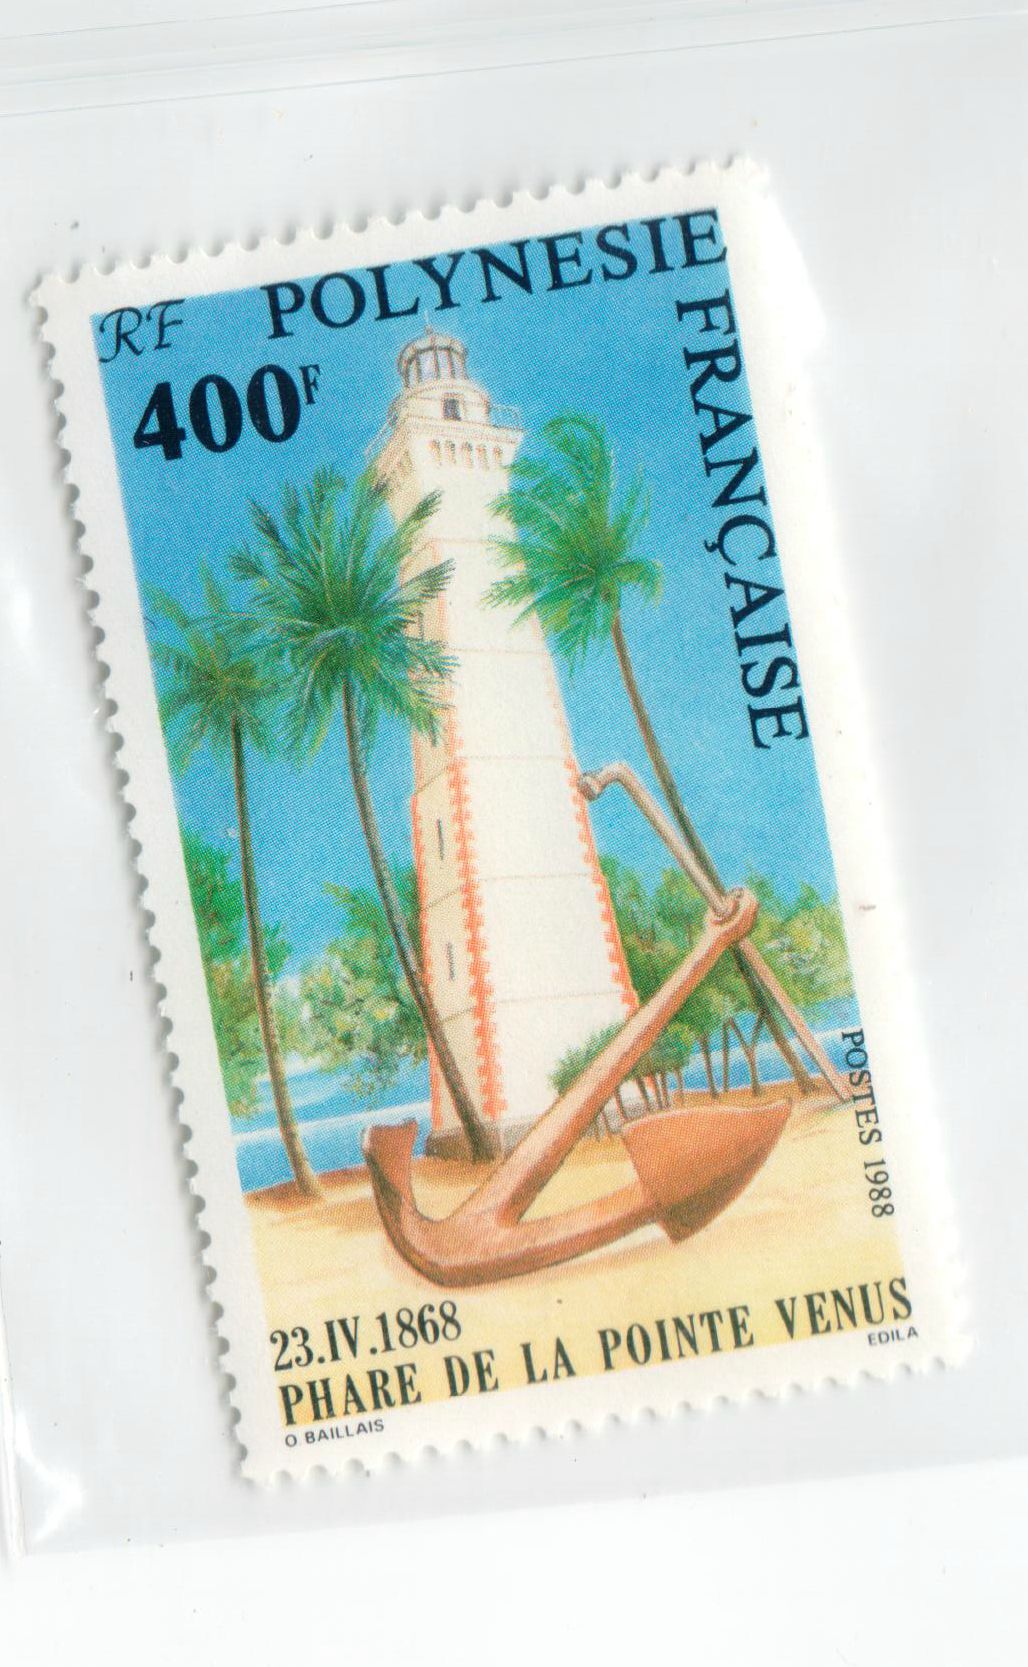 RF POLYNESIE
FRANÇAISE
400F
POSTES 1988
23.IV.1868
PHARE DE LA POINTE VENUS
O BAILLAIS
EDILA